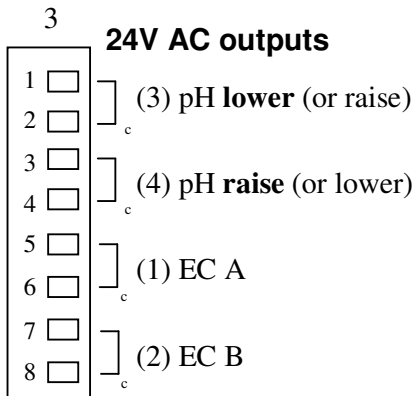 3
24V AC outputs
1
2
c
(3) pH lower (or raise)
3
4
c
(4) pH raise (or lower)
5
6
c
(1) EC A
7
8
c
(2) EC B